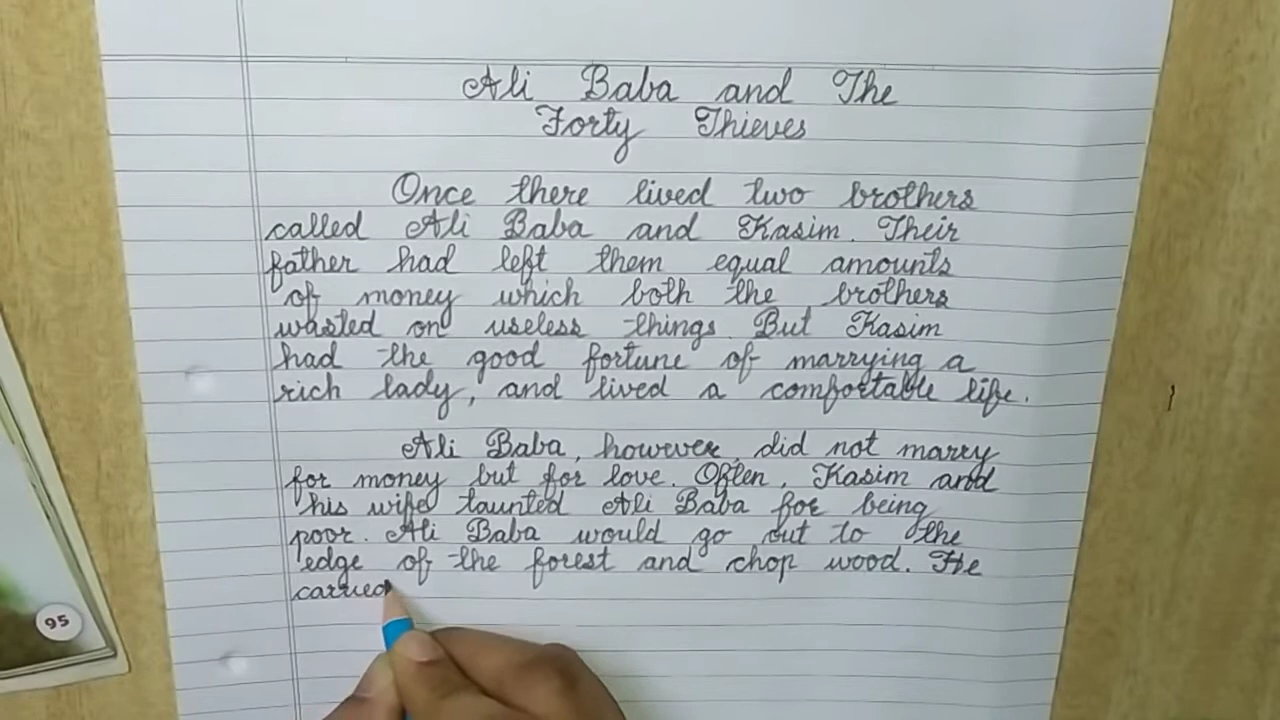 Ali Baba and The
Forty Thieves
Once there lived two brothers
called Ali Baba and Kasim. Their
father had left them equal amounts
of money which both the brothers
wasted on useless things. But Kasim
had the good fortune of marrying a
rich lady, and lived a comfortable life.
Ali Baba, however, did not marry
for money but for love. Often, Kasim and
his wife taunted Ali Baba for being
poor. Ali Baba would go out to the
edge of the forest and chop wood. He
carried
95